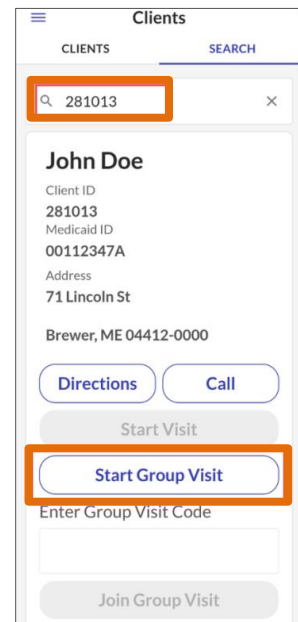 Clients
CLIENTS SEARCH
281013
John Doe
Client ID
281013
Medicaid ID
00112347A
Address
71 Lincoln St
Brewer, ME 04412-0000
Directions Call
Start Visit
Start Group Visit
Enter Group Visit Code
Join Group Visit